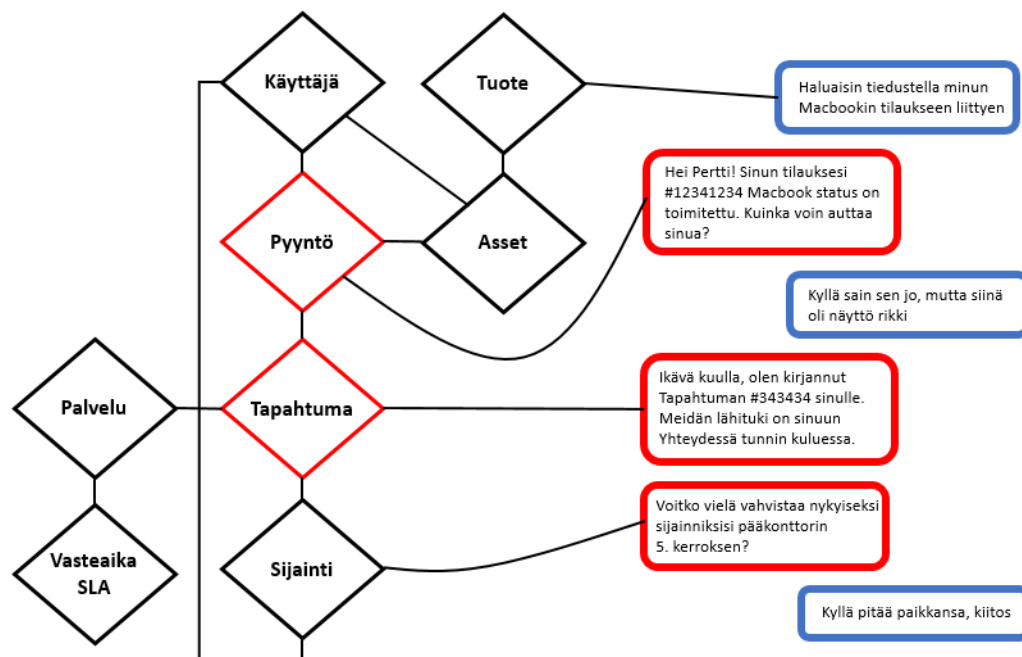 Käyttäjä
Tuote
Haluaisin tiedustella minun
Macbookin tilaukseen liittyen
Hei Pertti! Sinun tilauksesi
#12341234 Macbook status on
toimitettu. Kuinka voin auttaa
sinua?
Pyyntö
Asset
Kyllä sain sen jo, mutta siinä
oli näyttö rikki
Palvelu
Tapahtuma
Ikävä kuulla, olen kirjannut
Tapahtuman #343434 sinulle.
Meidän lähituki on sinuun
Yhteydessä tunnin kuluessa.
Voitko vielä vahvistaa nykyiseksi
sijainniksisi pääkonttorin
5. kerroksen?
Vasteaika
SLA
Sijainti
Kyllä pitää paikkansa, kiitos